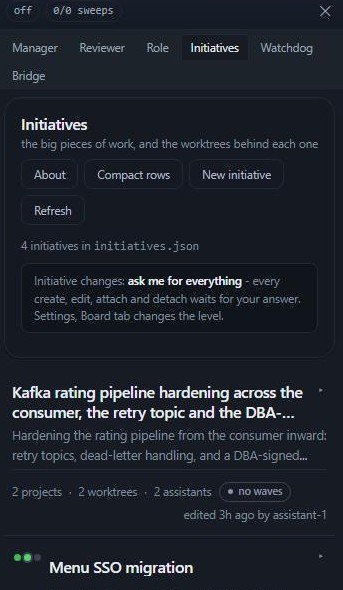 off 0/0 sweeps
Manager Reviewer Role Initiatives Watchdog
Bridge
Initiatives
the big pieces of work, and the worktrees behind each one
About Compact rows New initiative
Refresh
4 initiatives in initiatives.json
Initiative changes: ask me for everything - every
create, edit, attach and detach waits for your answer.
Settings, Board tab changes the level.
Kafka rating pipeline hardening across the
consumer, the retry topic and the DBA-...
Hardening the rating pipeline from the consumer inward:
retry topics, dead-letter handling, and a DBA-signed...
2 projects · 2 worktrees · 2 assistants • no waves
edited 3h ago by assistant-1
Menu SSO migration